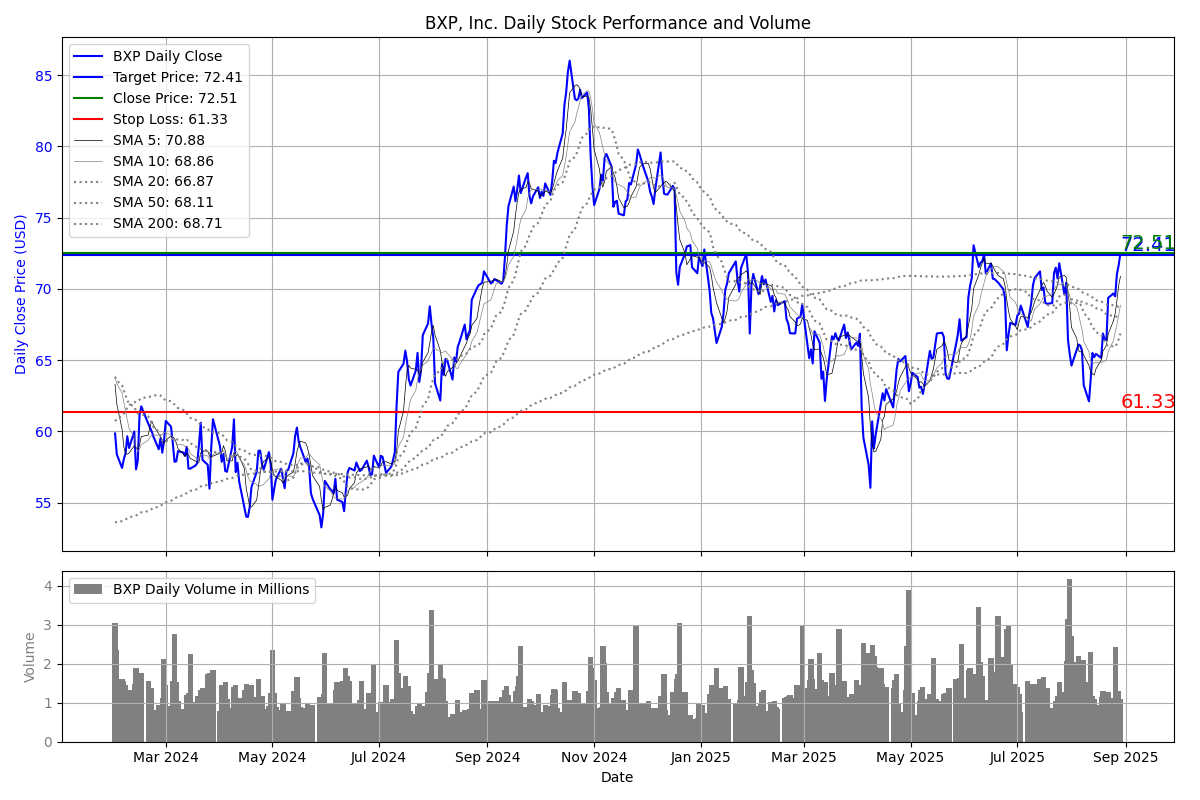 BXP, Inc. Daily Stock Performance and Volume
BXP Daily Close
Target Price: 72.41
Close Price: 72.51
Stop Loss: 61.33
SMA 5: 70.88
SMA 10: 68.86
SMA 20: 66.87
SMA 50: 68.11
SMA 200: 68.71
Daily Close Price (USD)
85
80
75
70
65
60
55
72.51
72.41
61.33
BXP Daily Volume in Millions
Volume
4
3
2
1
0
Mar 2024 May 2024 Jul 2024 Sep 2024 Nov 2024 Jan 2025 Mar 2025 May 2025 Jul 2025 Sep 2025
Date